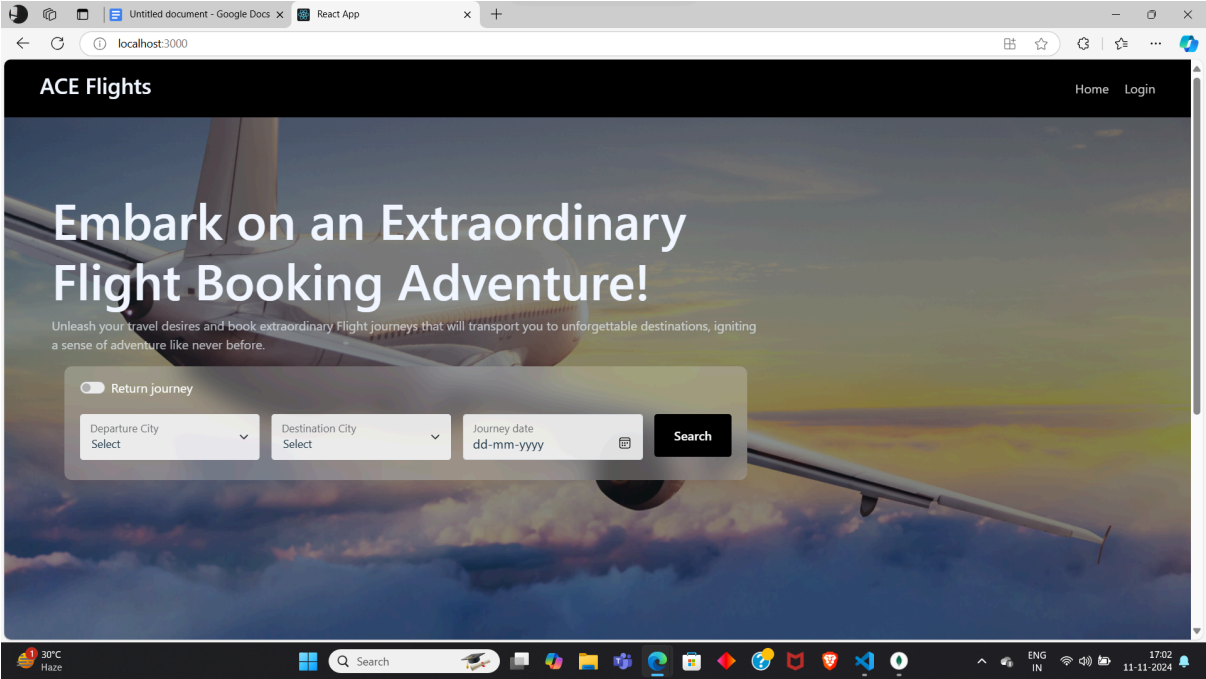 Untitled document - Google Docs
React App
localhost:3000
ACE Flights
Home
Login
Embark on an Extraordinary
Flight Booking Adventure!
Unleash your travel desires and book extraordinary Flight journeys that will transport you to unforgettable destinations, igniting
a sense of adventure like never before.
Return journey
Departure City
Select
Destination City
Select
Journey date
dd-mm-yyyy
Search
1
30°C
Haze
Search
ENG
IN
17:02
11-11-2024